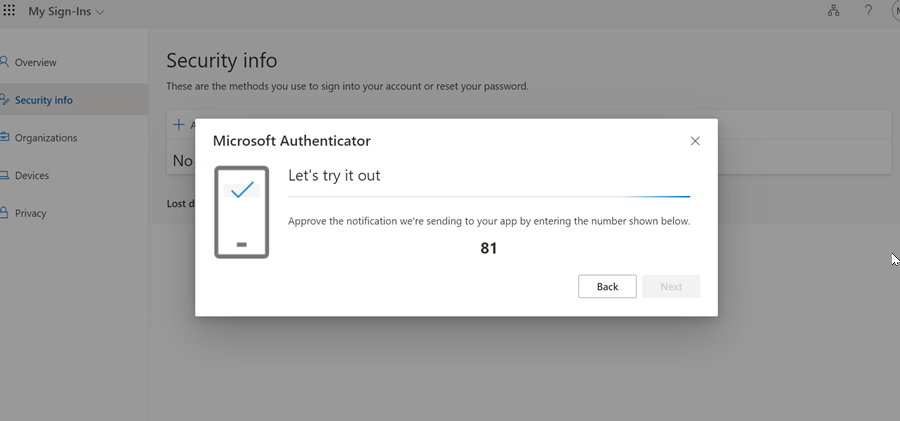 My Sign-Ins
?
Overview
Security info
Organizations
Devices
Privacy
Security info
These are the methods you use to sign into your account or reset your password.
No
Lost d
Microsoft Authenticator
Let's try it out
Approve the notification we're sending to your app by entering the number shown below.
81
Back
Next